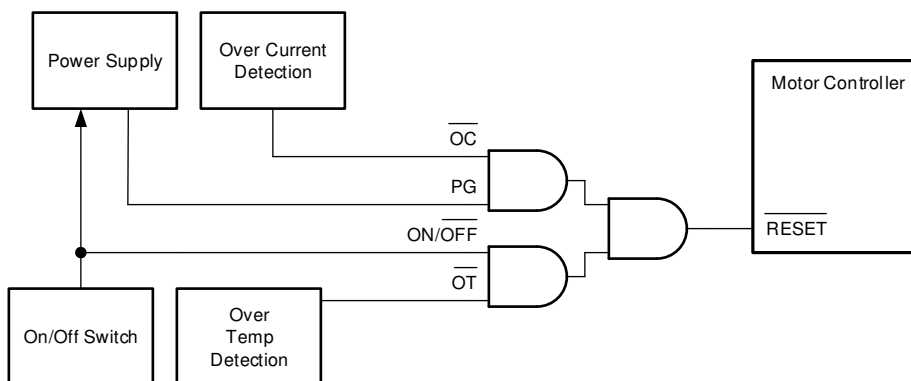 Power Supply
Over Current
Detection
Motor Controller
OC
PG
ON/OFF
RESET
OT
On/Off Switch
Over
Temp
Detection